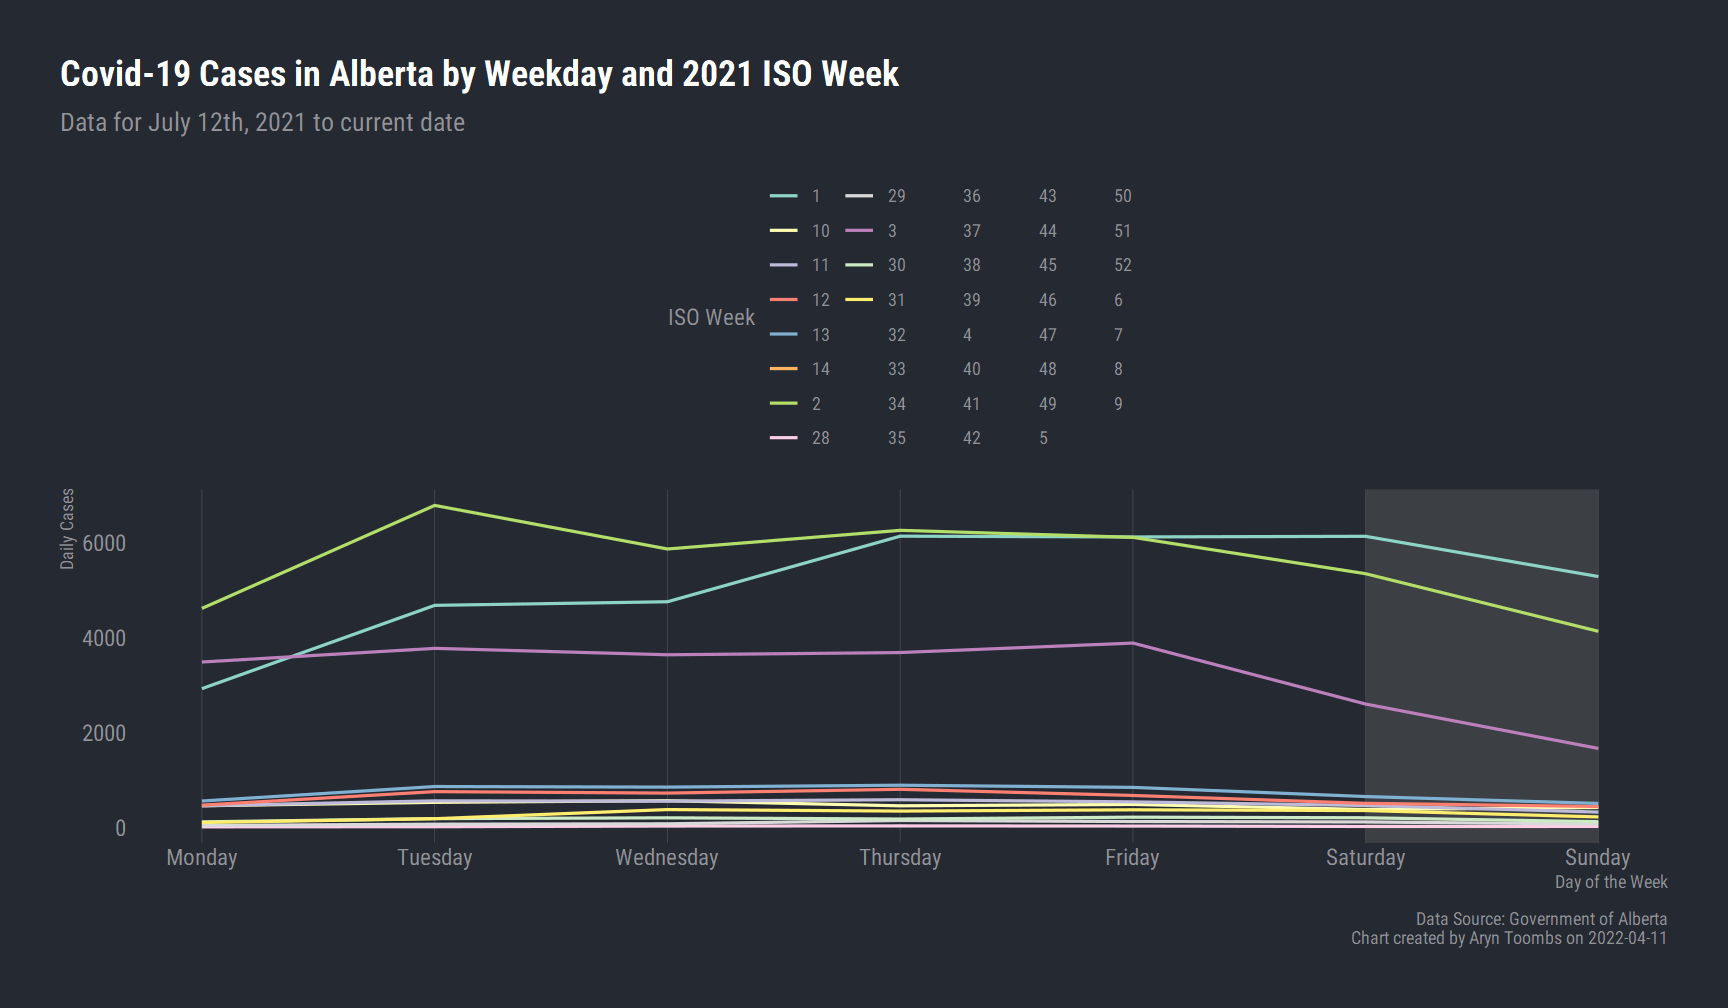 Covid-19 Cases in Alberta by Weekday and 2021 ISO Week
Data for July 12th, 2021 to current date
ISO Week
1 29 36 43 50
10 3 37 44 51
11 30 38 45 52
12 31 39 46 6
13 32 4 47 7
14 33 40 48 8
2 34 41 49 9
28 35 42 5
Daily Cases
6000
4000
2000
0
Monday Tuesday Wednesday Thursday Friday Saturday Sunday
Day of the Week
Data Source: Government of Alberta
Chart created by Aryn Toombs on 2022-04-11